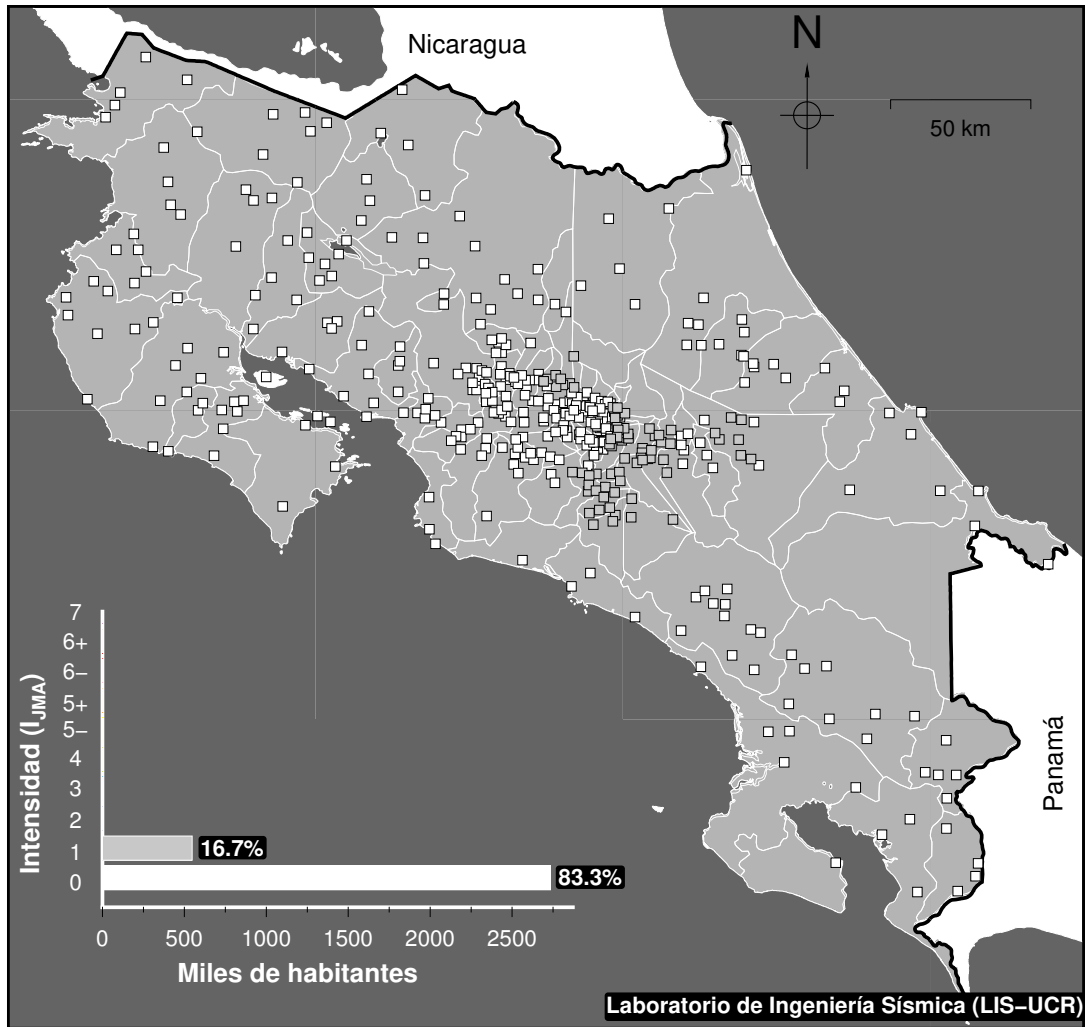 Nicaragua
N
50 km
Panamá
Intensidad (I_JMA)
7
6+
6−
5+
5−
4
3
2
1
0
16.7%
83.3%
0 500 1000 1500 2000 2500
Miles de habitantes
Laboratorio de Ingeniería Sísmica (LIS−UCR)